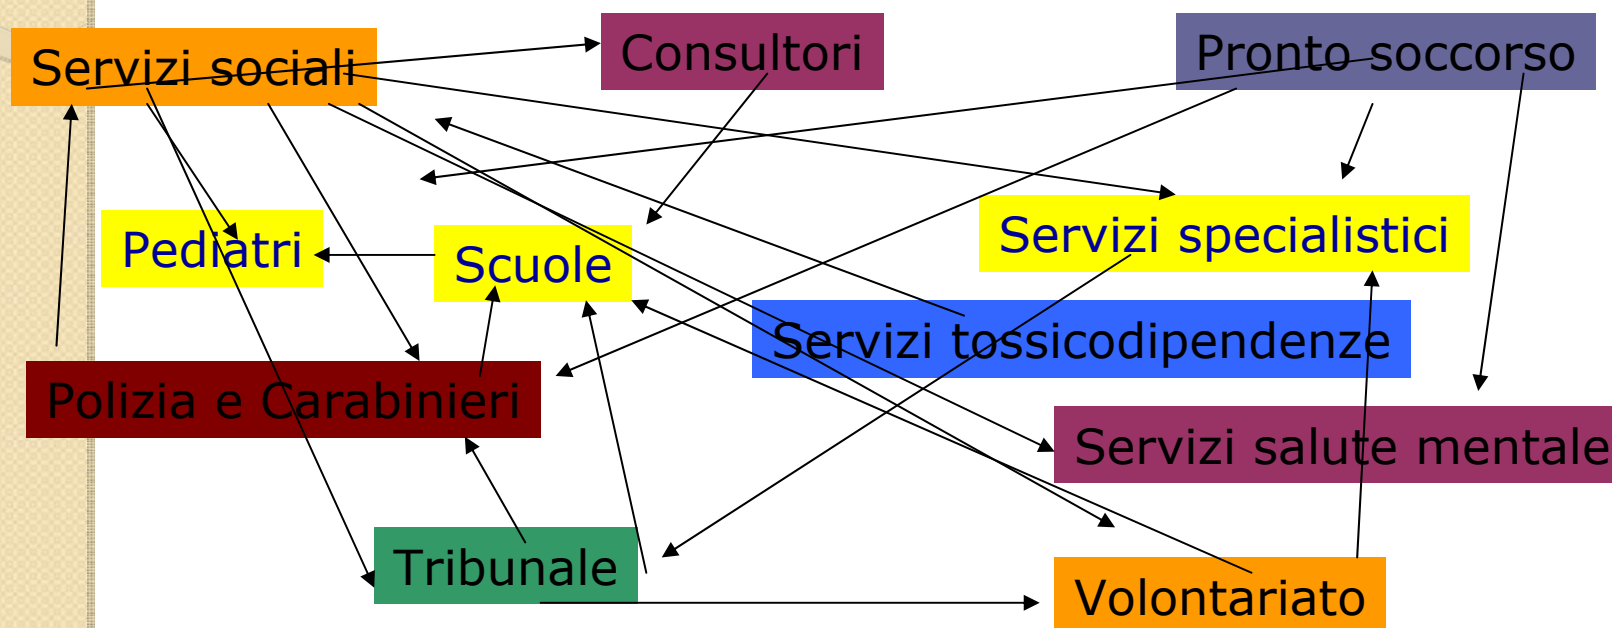 Servizi sociali
Consultori
Pronto soccorso
Pediatri
Scuole
Servizi specialistici
Servizi tossicodipendenze
Polizia e Carabinieri
Servizi salute mentale
Tribunale
Volontariato